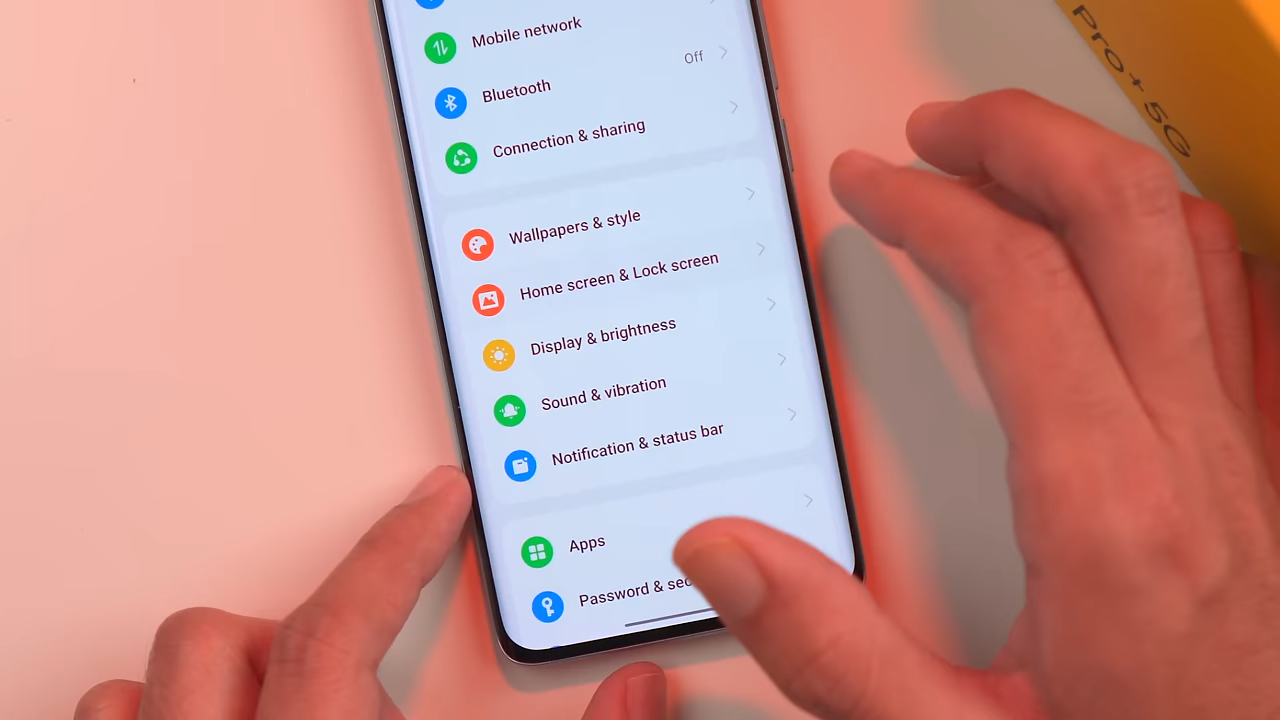 Mobile network
Bluetooth
Off
Connection & sharing
Wallpapers & style
Home screen & Lock screen
Display & brightness
Sound & vibration
Notification & status bar
Apps
Password &
Pro+ 5G